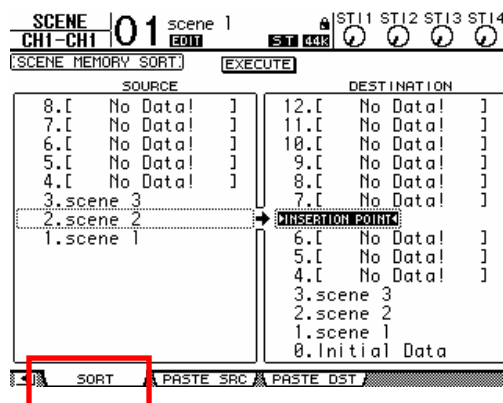 SCENE
CH1-CH1
01 scene 1
EDIT
ST 44k
ST11 ST12 ST13 ST14
SCENE MEMORY SORT
EXECUTE
SOURCE
8.[ No Data! ]
7.[ No Data! ]
6.[ No Data! ]
5.[ No Data! ]
4.[ No Data! ]
3.scene 3
2.scene 2
1.scene 1
DESTINATION
12.[ No Data! ]
11.[ No Data! ]
10.[ No Data! ]
9.[ No Data! ]
8.[ No Data! ]
7.[ No Data! ]
INSERTION POINT
6.[ No Data! ]
5.[ No Data! ]
4.[ No Data! ]
3.scene 3
2.scene 2
1.scene 1
0.Initial Data
SORT PASTE SRC PASTE DST